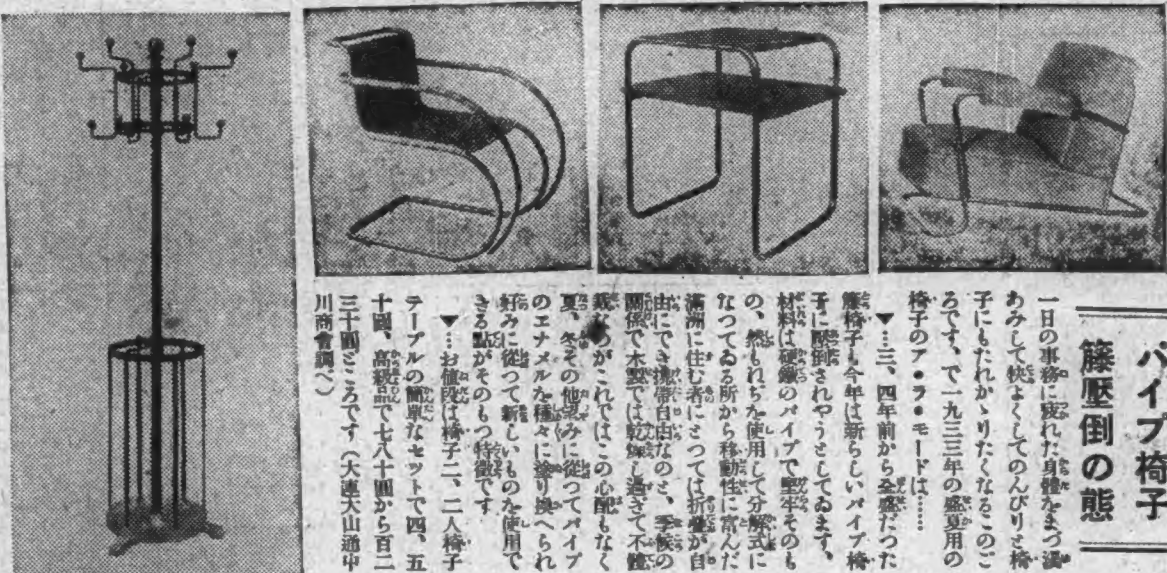 パイプ椅子
籐壓倒の態
一日の事務に疲れた身體をまづ湯
あみして快よくしてのんびりと椅
子にもたれかゝりたくなるこのご
ろです、で一九三三年の盛夏用の
椅子のア・ラ・モードは……
▼…三、四年前から全盛だつた
籐椅子も今年は新らしいパイプ椅
子に壓倒されやうとしてゐます、
材料は硬鐵のパイプで堅牢そのも
の、然もれぢを使用して分解式に
なつてゐる所から移動性に富んだ
滿洲に住む者にとつては折疊が自
由にでき携帶自由なのと、季候の
關係で木製では乾燥し過ぎて不體
裁なのがこれではこの心配もなく
夏、冬その他望みに從つてパイプ
のエナメルを種々に塗り換へられ
好みに從つて新しいものを使用で
きる點がそのもつ特徴です
▼…お値段は椅子二、二人椅子
テーブルの簡單なセツトで四、五
十圓、高級品で七八十圓から百二
三十圓どころです(大連大山通中
川商會調べ)